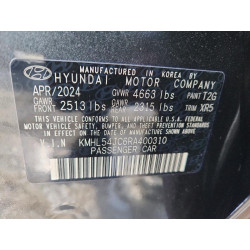 MFD. IN KOREA BY
HYUNDAI MOTOR COMPANY
APR/2024 GVWR 4663 lbs PAINT T2G
GAWR FRONT 2513 lbs GAWR REAR 2315 lbs TRIM XR5
THIS VEHICLE CONFORMS TO ALL APPLICABLE
FEDERAL MOTOR VEHICLE SAFETY, BUMPER,
AND THEFT PREVENTION STANDARDS IN EFFECT
ON THE DATE OF MANUFACTURE SHOWN ABOVE.
V.I.N KMHL54JC6RA400310
PASSENGER CAR